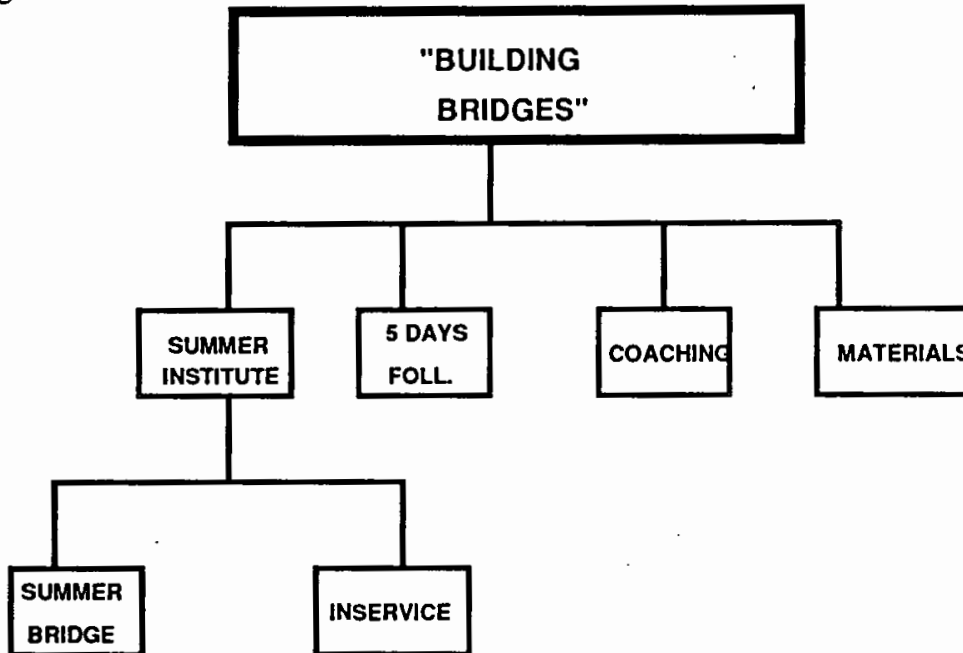 "BUILDING
BRIDGES"
SUMMER
INSTITUTE
5 DAYS
FOLL.
COACHING
MATERIALS
SUMMER
BRIDGE
INSERVICE